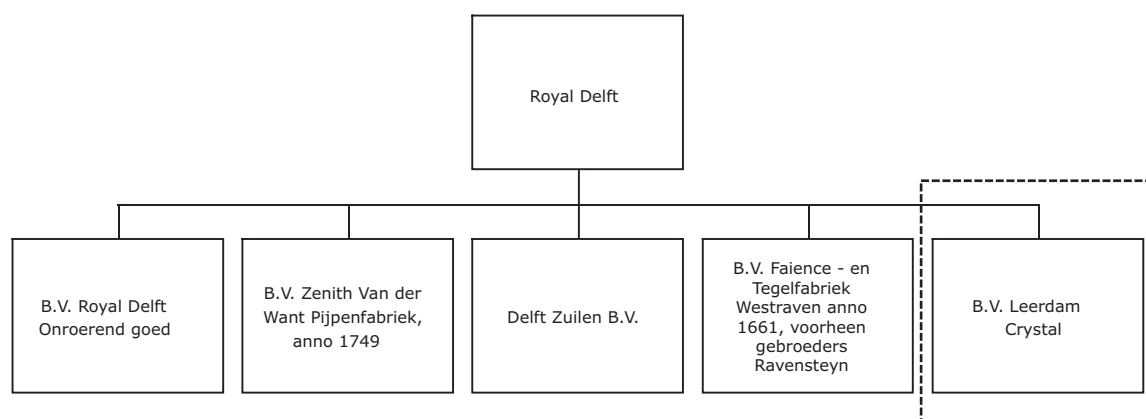 Royal Delft
B.V. Royal Delft
Onroerend goed
B.V. Zenith Van der
Want Pijpenfabriek,
anno 1749
Delft Zuilen B.V.
B.V. Faience - en
Tegelfabriek
Westraven anno
1661, voorheen
gebroeders
Ravensteyn
B.V. Leerdam
Crystal